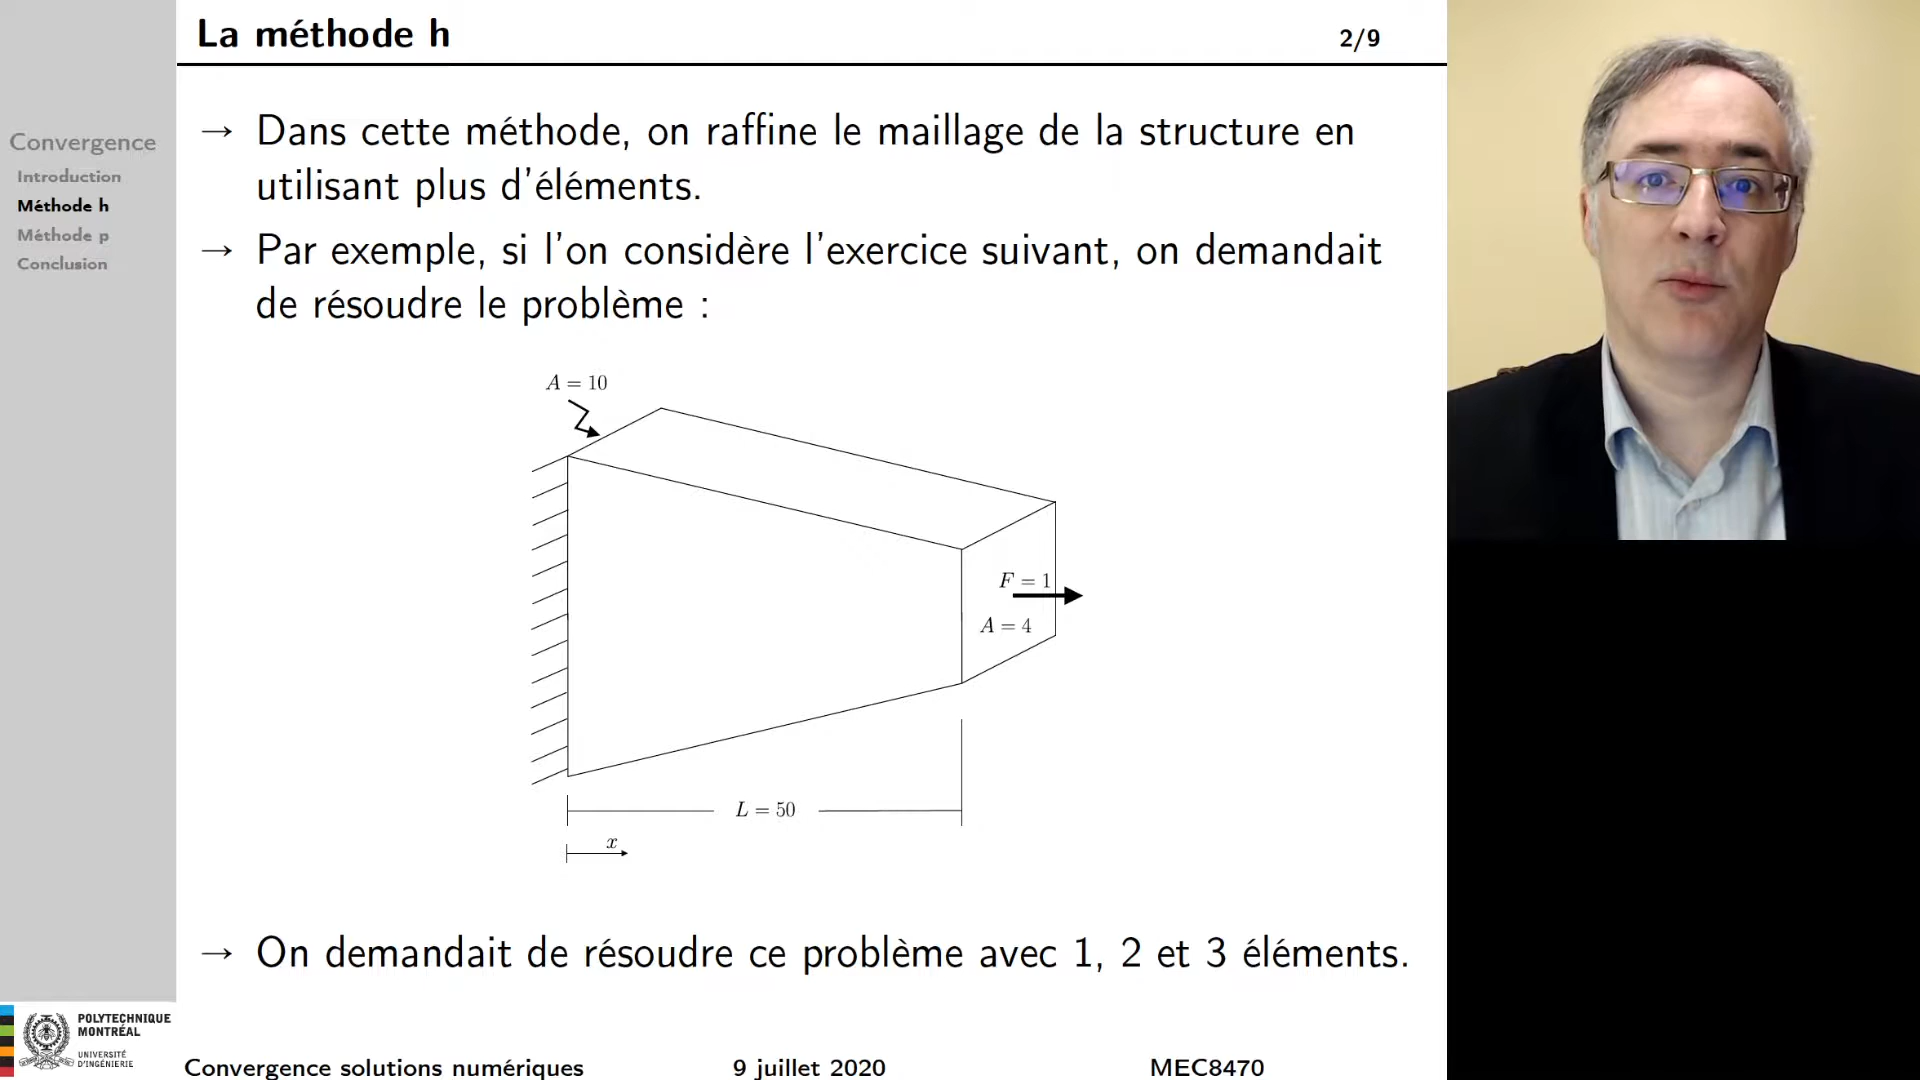 La méthode h
2/9
Convergence
Introduction
Méthode h
Méthode p
Conclusion
→ Dans cette méthode, on raffine le maillage de la structure en
utilisant plus d'éléments.
→ Par exemple, si l'on considère l'exercice suivant, on demandait
de résoudre le problème :
A = 10
F = 1
A = 4
L = 50
x
→ On demandait de résoudre ce problème avec 1, 2 et 3 éléments.
POLYTECHNIQUE
MONTRÉAL
UNIVERSITÉ
D'INGÉNIERIE
Convergence solutions numériques
9 juillet 2020
MEC8470